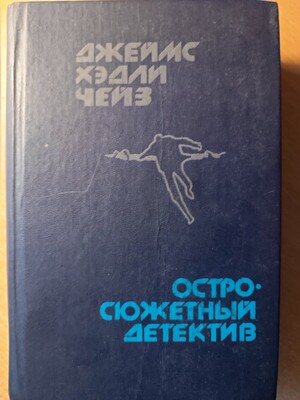 ДЖЕЙМС
ХЭДЛИ
ЧЕЙЗ
ОСТРО-
СЮЖЕТНЫЙ
ДЕТЕКТИВ